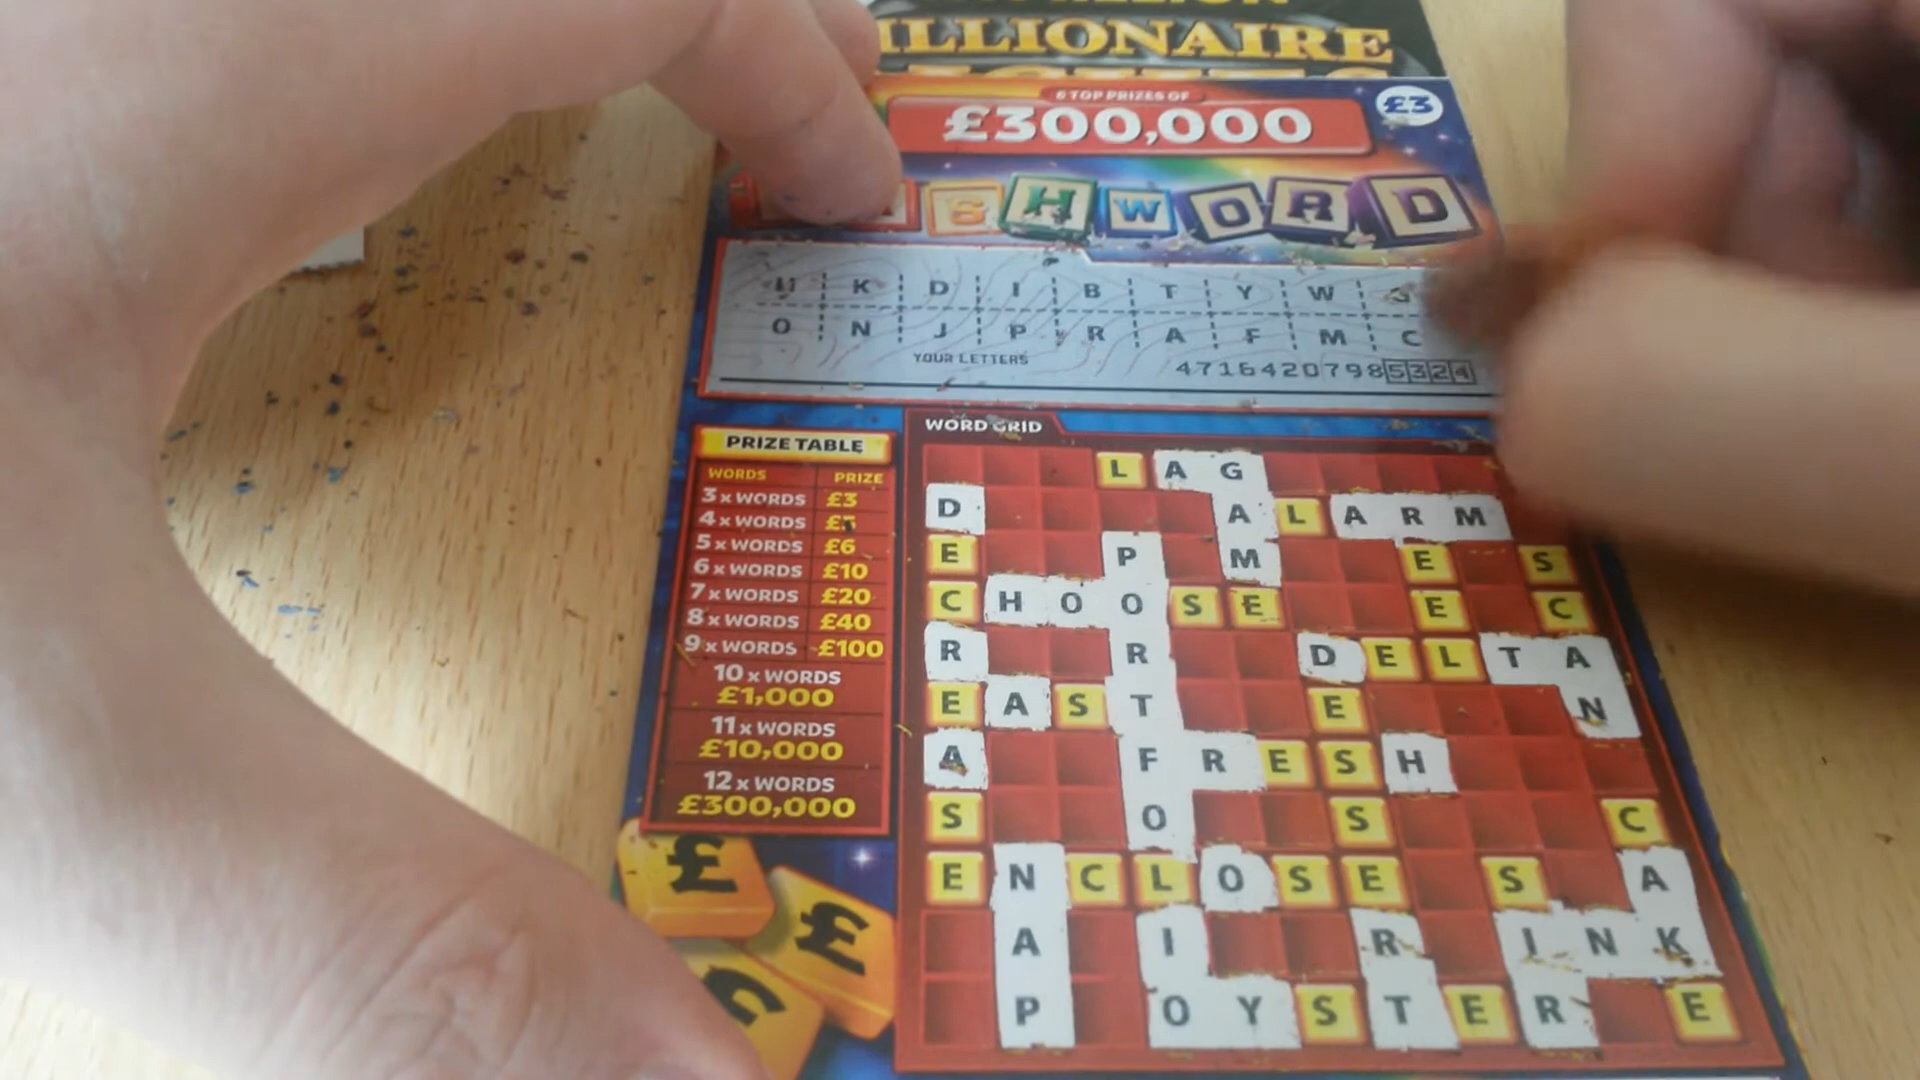 ILLIONAIRE
6 TOP PRIZES OF
£300,000
£3
SHWORD
H K D I B T Y W G
O N J P R A F M C
YOUR LETTERS
47164207985324
PRIZE TABLE
WORDS PRIZE
3 x WORDS £3
4 x WORDS £5
5 x WORDS £6
6 x WORDS £10
7 x WORDS £20
8 x WORDS £40
9 x WORDS £100
10 x WORDS
£1,000
11 x WORDS
£10,000
12 x WORDS
£300,000
£
£
£
WORD GRID
L A G
D A L A R M
E P M E S
C H O O S E E C
R R D E L T A
E A S T E N
A F R E S H
S O S C
E N C L O S E S A
A I R I N K
P O Y S T E R E